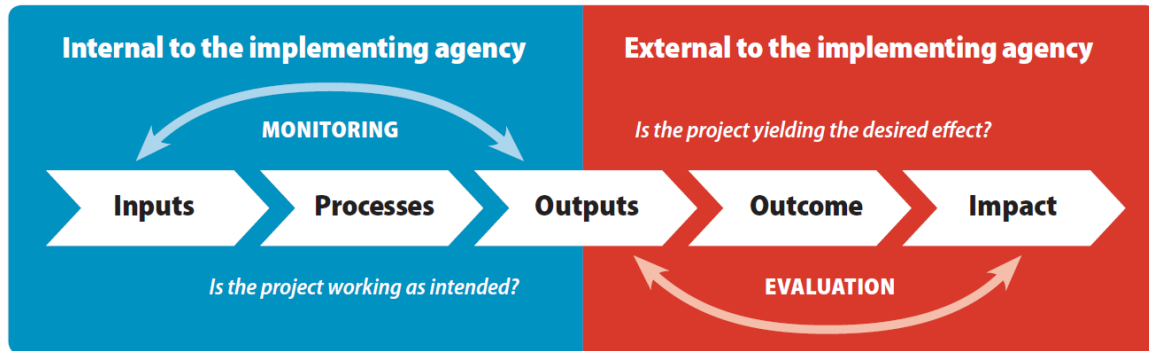 Internal to the implementing agency
External to the implementing agency
MONITORING
Is the project yielding the desired effect?
Inputs
Processes
Outputs
Outcome
Impact
Is the project working as intended?
EVALUATION